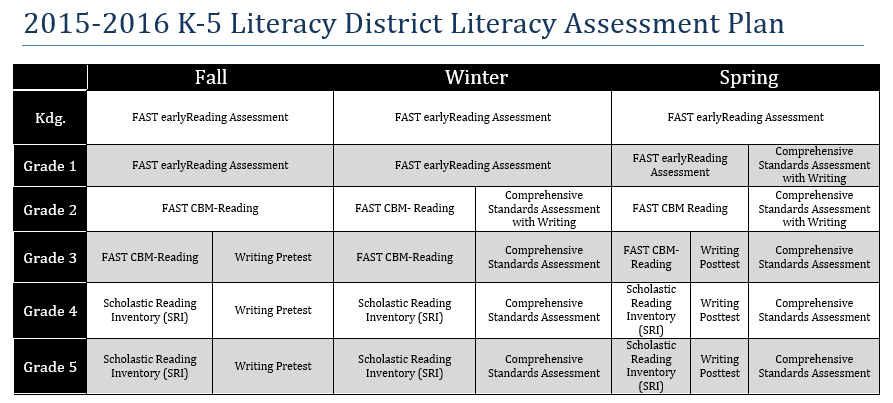 2015-2016 K-5 Literacy District Literacy Assessment Plan
Fall Winter Spring
Kdg. FAST earlyReading Assessment FAST earlyReading Assessment FAST earlyReading Assessment
Grade 1 FAST earlyReading Assessment FAST earlyReading Assessment
FAST earlyReading
Assessment
Comprehensive
Standards Assessment
with Writing
Grade 2 FAST CBM-Reading FAST CBM- Reading
Comprehensive
Standards Assessment
with Writing
FAST CBM Reading
Comprehensive
Standards Assessment
with Writing
Grade 3 FAST CBM-Reading Writing Pretest FAST CBM-Reading
Comprehensive
Standards Assessment
FAST CBM-
Reading
Writing
Posttest
Comprehensive
Standards Assessment
Grade 4
Scholastic Reading
Inventory (SRI)
Writing Pretest
Scholastic Reading
Inventory (SRI)
Comprehensive
Standards Assessment
Scholastic
Reading
Inventory
(SRI)
Writing
Posttest
Comprehensive
Standards Assessment
Grade 5
Scholastic Reading
Inventory (SRI)
Writing Pretest
Scholastic Reading
Inventory (SRI)
Comprehensive
Standards Assessment
Scholastic
Reading
Inventory
(SRI)
Writing
Posttest
Comprehensive
Standards Assessment